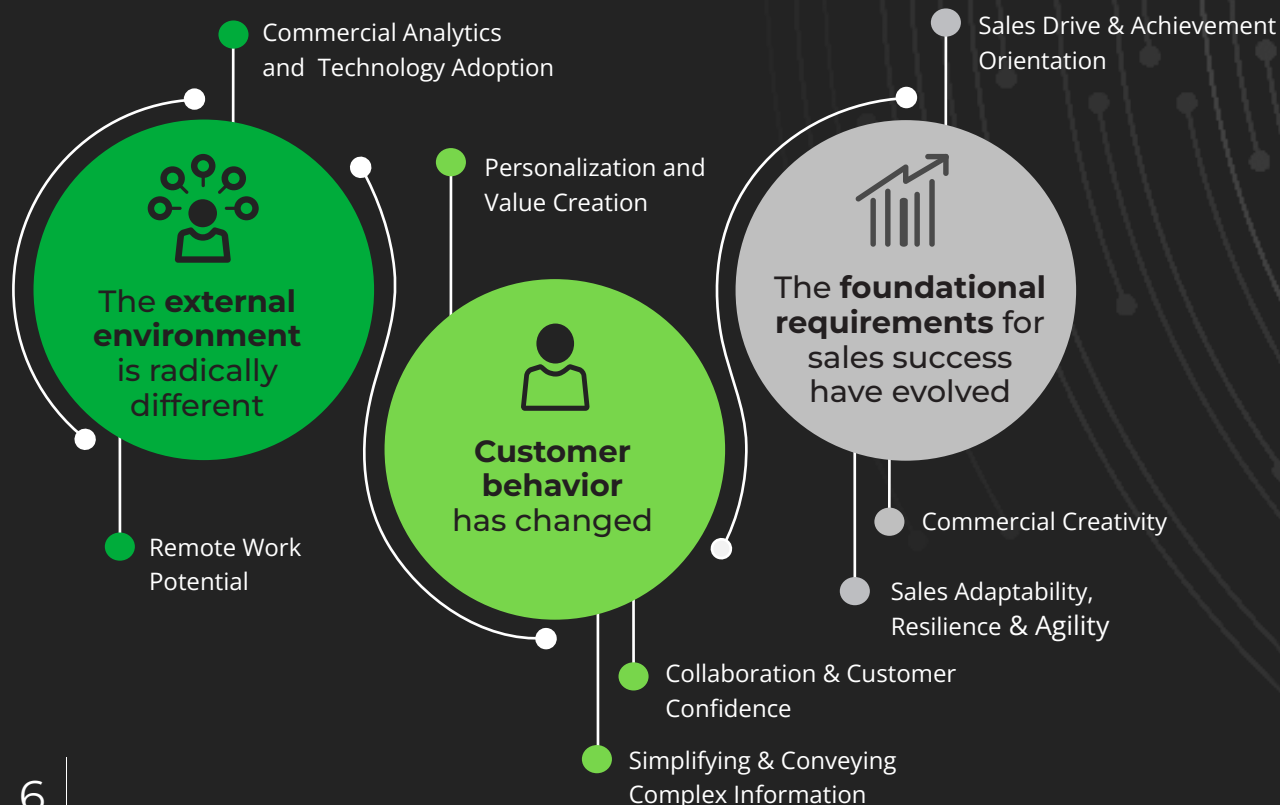 Commercial Analytics
and Technology Adoption
The external
environment
is radically
different
Remote Work
Potential
Personalization and
Value Creation
Customer
behavior
has changed
Collaboration & Customer
Confidence
Simplifying & Conveying
Complex Information
Sales Drive & Achievement
Orientation
The foundational
requirements for
sales success
have evolved
Commercial Creativity
Sales Adaptability,
Resilience & Agility
6